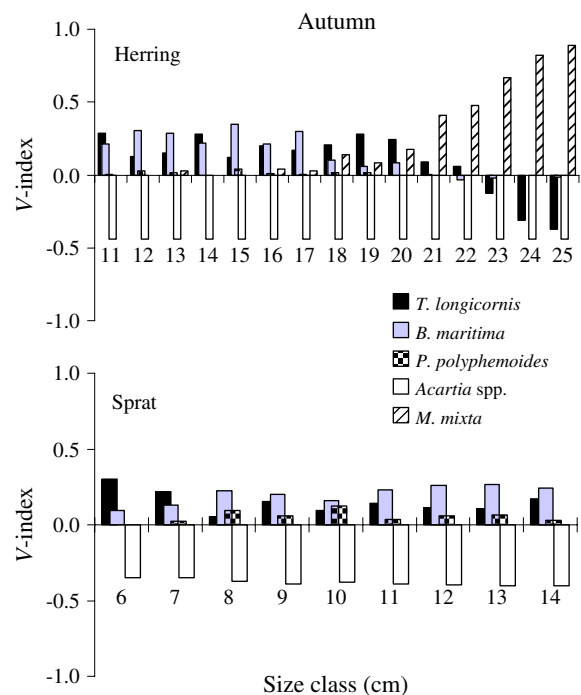 Autumn
Herring
1.0
0.5
0.0
-0.5
-1.0
V-index
11 12 13 14 15 16 17 18 19 20 21 22 23 24 25
T. longicornis
B. maritima
P. polyphemoides
Acartia spp.
M. mixta
Sprat
1.0
0.5
0.0
-0.5
-1.0
V-index
6 7 8 9 10 11 12 13 14
Size class (cm)